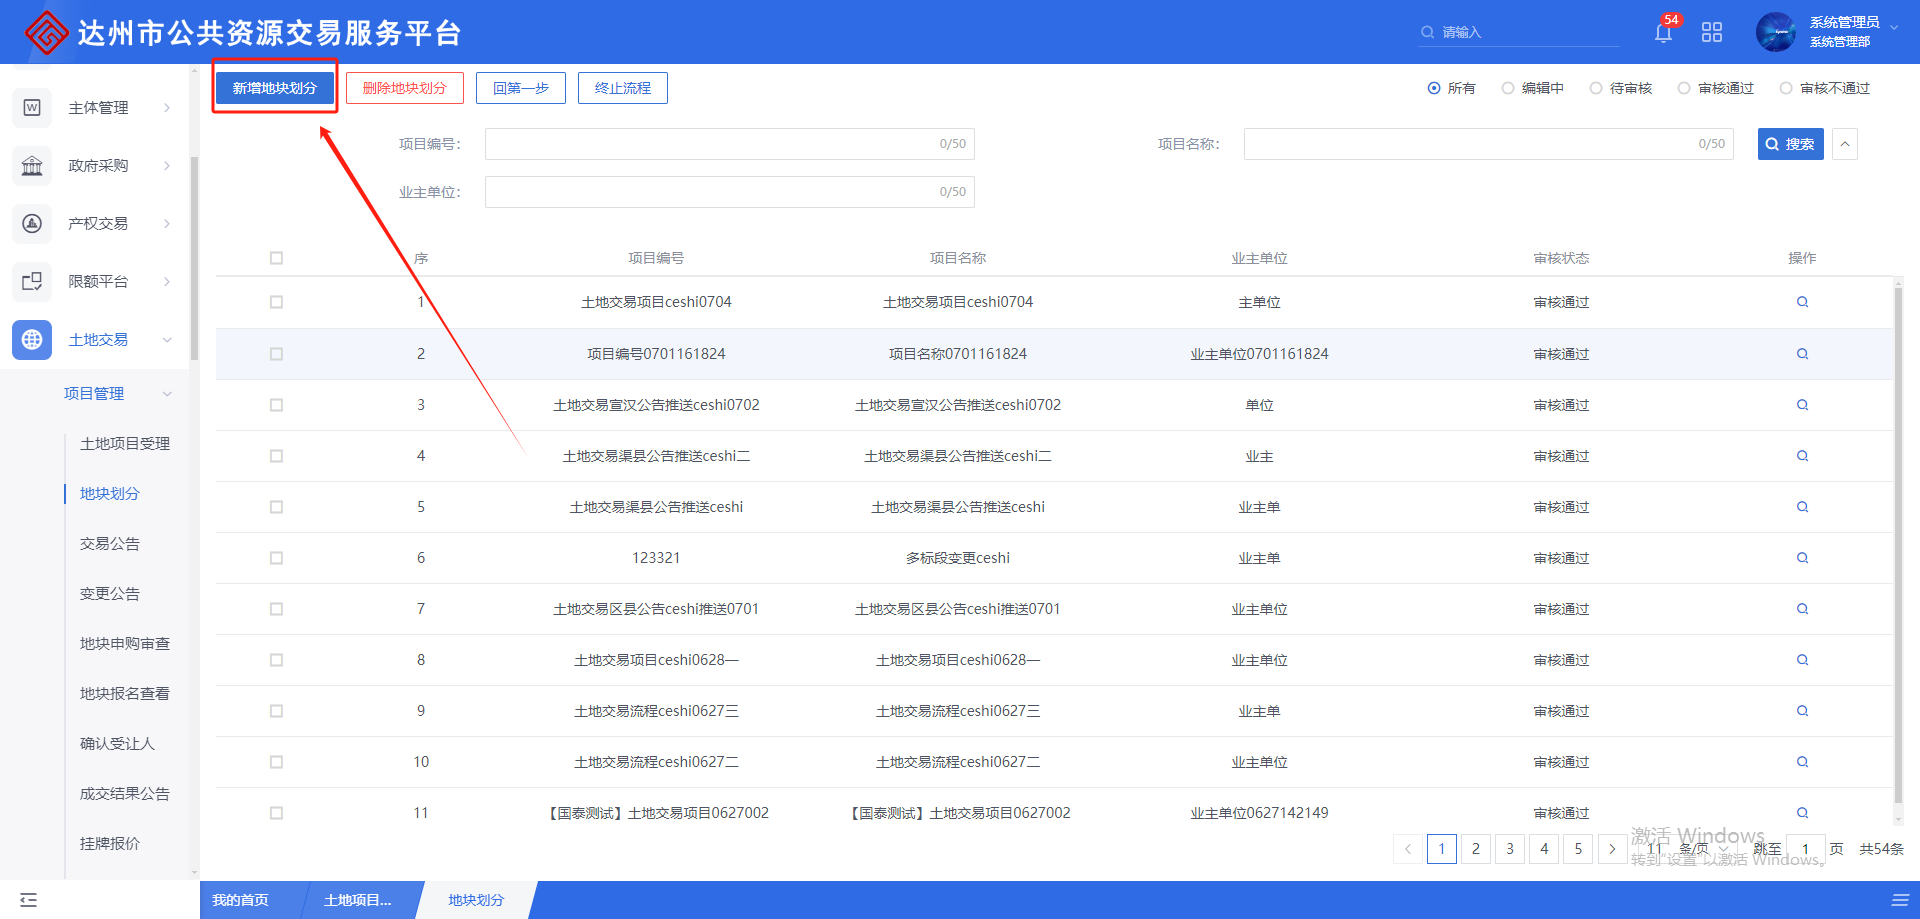 达州市公共资源交易服务平台
请输入
54
系统管理员
系统管理部
主体管理
政府采购
产权交易
限额平台
土地交易
项目管理
土地项目受理
地块划分
交易公告
变更公告
地块申购审查
地块报名查看
确认受让人
成交结果公告
挂牌报价
新增地块划分 删除地块划分 回第一步 终止流程
所有 编辑中 待审核 审核通过 审核不通过
项目编号： 0/50 项目名称： 0/50 搜索
业主单位： 0/50
序 项目编号 项目名称 业主单位 审核状态 操作
1 土地交易项目ceshi0704 土地交易项目ceshi0704 主单位 审核通过
2 项目编号0701161824 项目名称0701161824 业主单位0701161824 审核通过
3 土地交易宣汉公告推送ceshi0702 土地交易宣汉公告推送ceshi0702 单位 审核通过
4 土地交易渠县公告推送ceshi二 土地交易渠县公告推送ceshi二 业主 审核通过
5 土地交易渠县公告推送ceshi 土地交易渠县公告推送ceshi 业主单 审核通过
6 123321 多标段变更ceshi 业主单 审核通过
7 土地交易区县公告ceshi推送0701 土地交易区县公告ceshi推送0701 业主单位 审核通过
8 土地交易项目ceshi0628一 土地交易项目ceshi0628一 业主单位 审核通过
9 土地交易流程ceshi0627三 土地交易流程ceshi0627三 业主单 审核通过
10 土地交易流程ceshi0627二 土地交易流程ceshi0627二 业主单位 审核通过
11 【国泰测试】土地交易项目0627002 【国泰测试】土地交易项目0627002 业主单位0627142149 审核通过
1 2 3 4 5 11 条/页 跳至 1 页 共54条
激活 Windows
转到"设置"以激活 Windows。
我的首页 土地项目... 地块划分